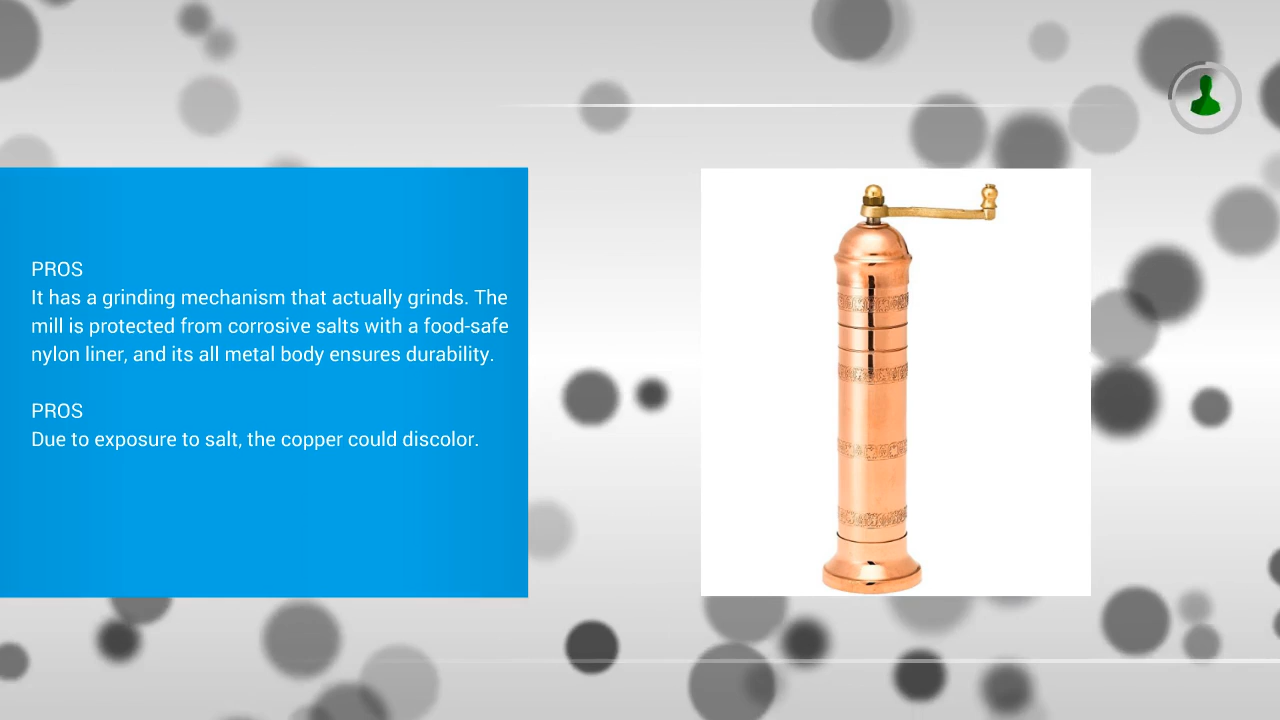 PROS
It has a grinding mechanism that actually grinds. The
mill is protected from corrosive salts with a food-safe
nylon liner, and its all metal body ensures durability.
PROS
Due to exposure to salt, the copper could discolor.